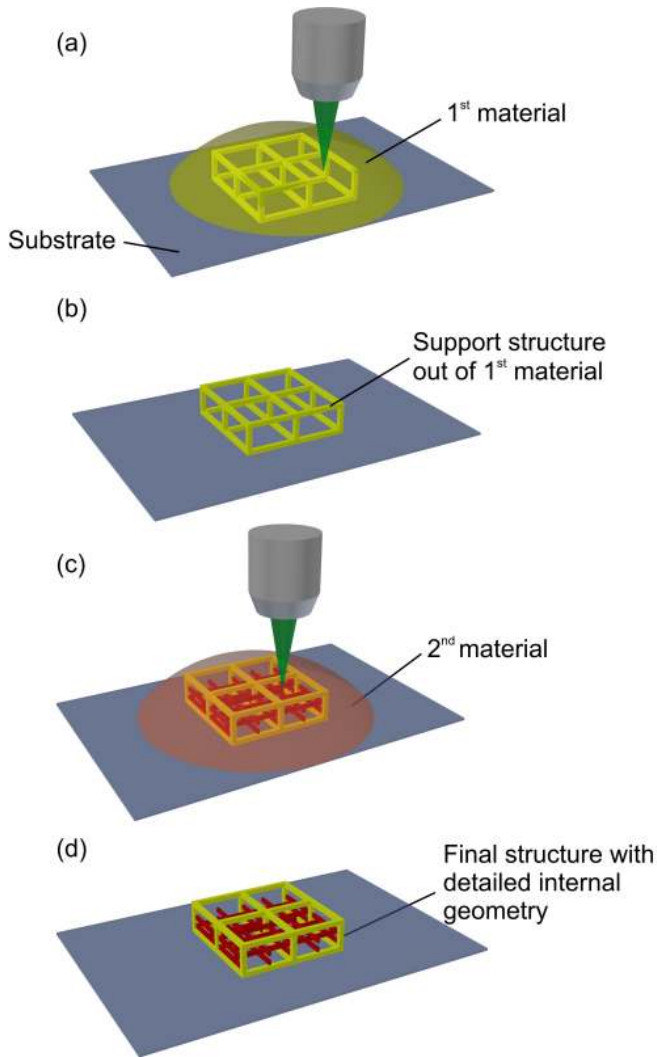 (a)
1st material
Substrate
(b)
Support structure
out of 1st material
(c)
2nd material
(d)
Final structure with
detailed internal
geometry